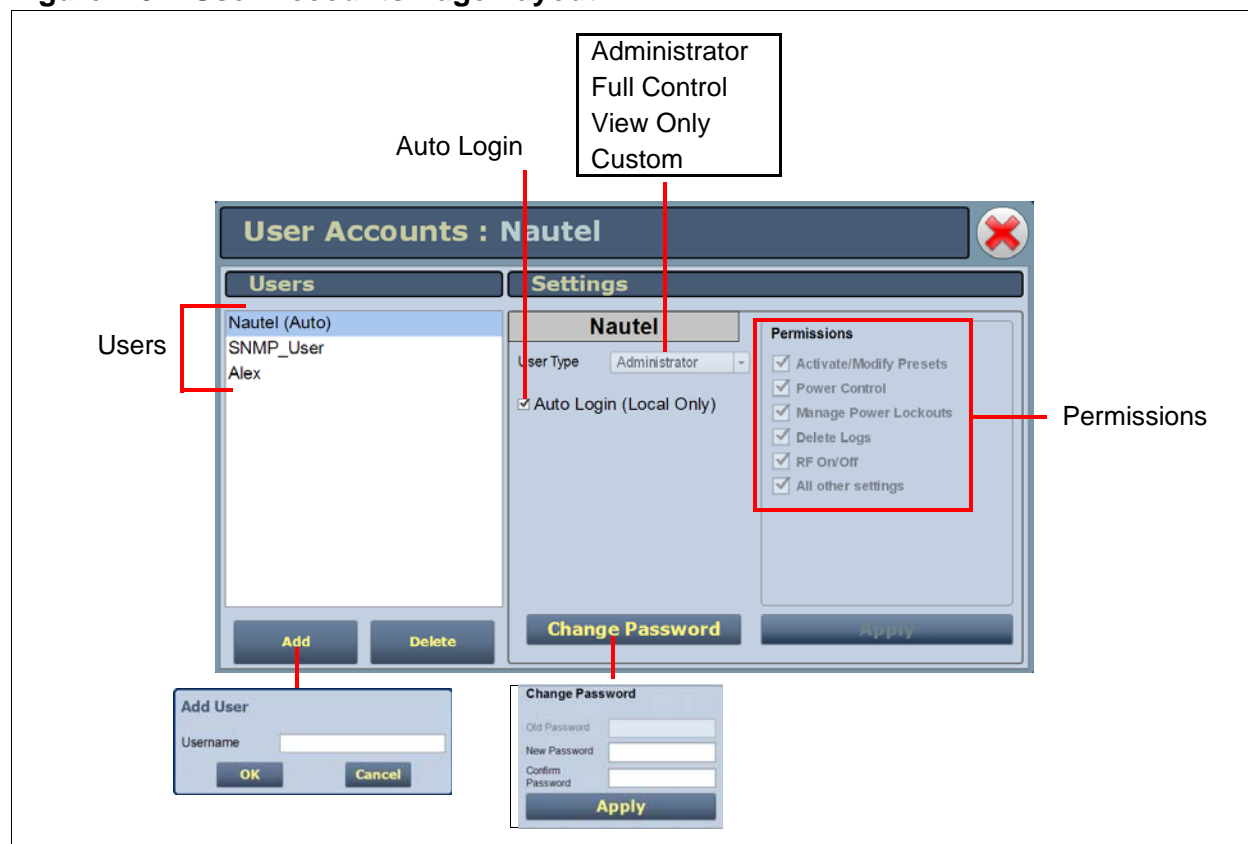 Administrator
Full Control
View Only
Custom
Auto Login
User Accounts : Nautel
Users
Settings
Users
Nautel (Auto)
SNMP_User
Alex
Nautel
User Type
Administrator
Auto Login (Local Only)
Permissions
Activate/Modify Presets
Power Control
Manage Power Lockouts
Delete Logs
RF On/Off
All other settings
Permissions
Add
Delete
Change Password
Apply
Add User
Username
OK
Cancel
Change Password
Old Password
New Password
Confirm
Password
Apply